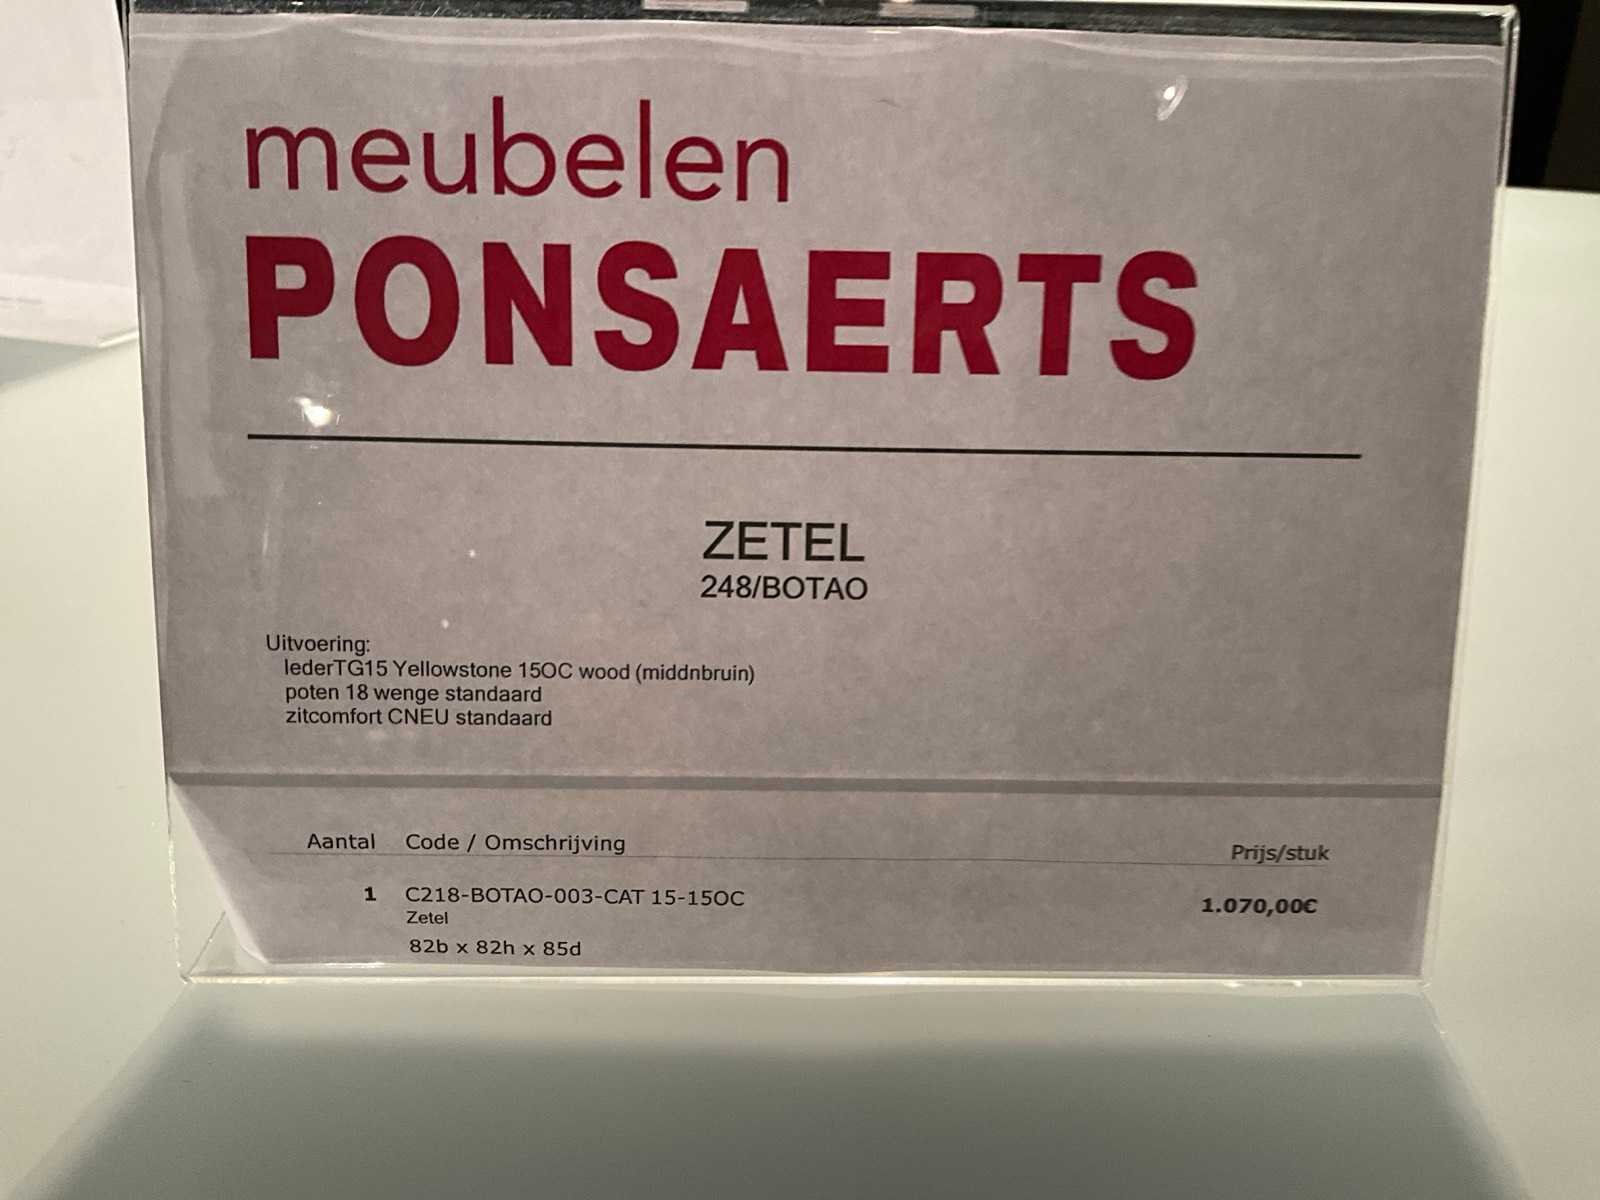 meubelen
PONSAERTS
ZETEL
248/BOTAO
Uitvoering:
lederTG15 Yellowstone 15OC wood (middnbruin)
poten 18 wenge standaard
zitcomfort CNEU standaard
Aantal Code / Omschrijving Prijs/stuk
1 C218-BOTAO-003-CAT 15-15OC 1.070,00€
Zetel
82b x 82h x 85d